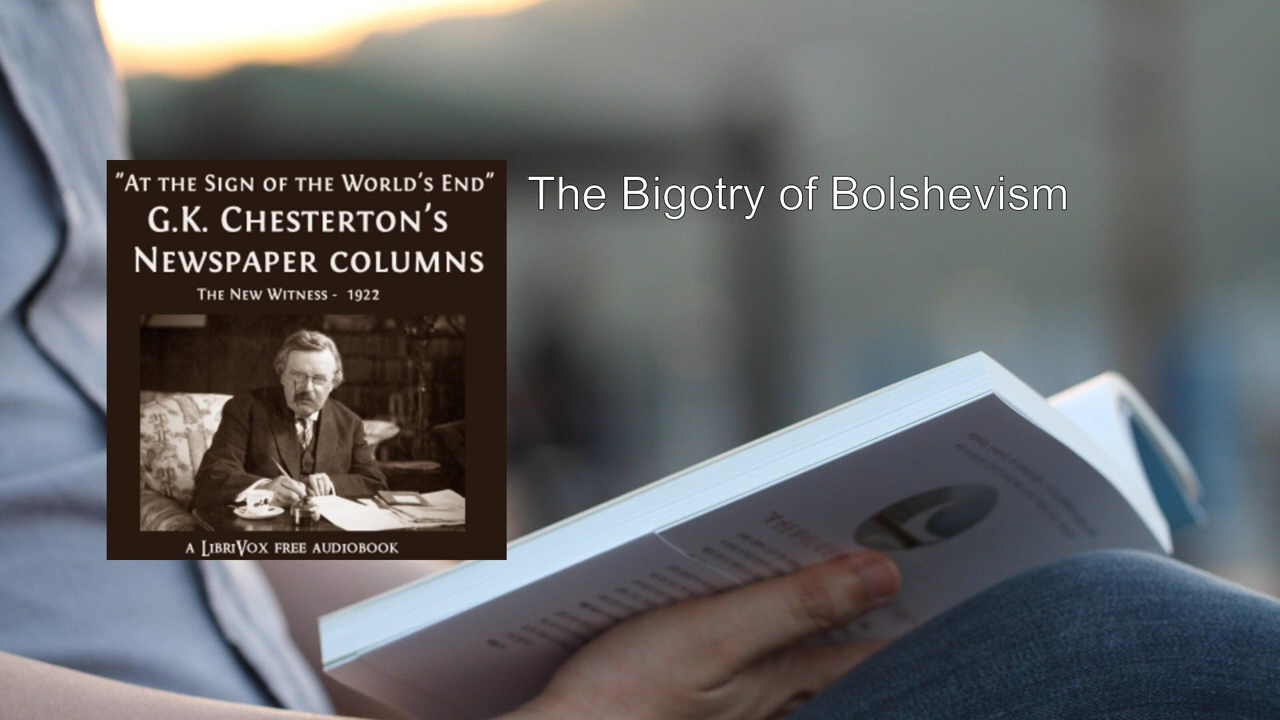 "At the Sign of the World's End"
G.K. Chesterton's
Newspaper columns
The New Witness - 1922
a LibriVox free audiobook
The Bigotry of Bolshevism